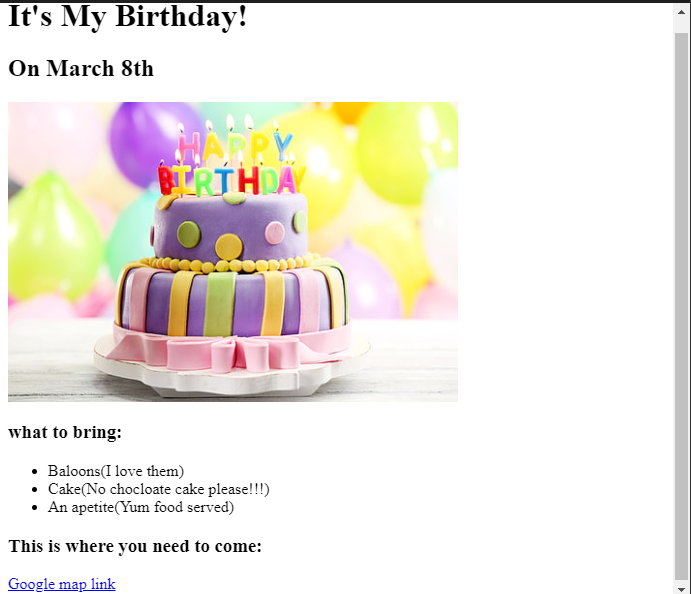 It's My Birthday!
On March 8th
HAPPY
BIRTHDAY
what to bring:
Baloons(I love them)
Cake(No chocloate cake please!!!)
An apetite(Yum food served)
This is where you need to come:
Google map link